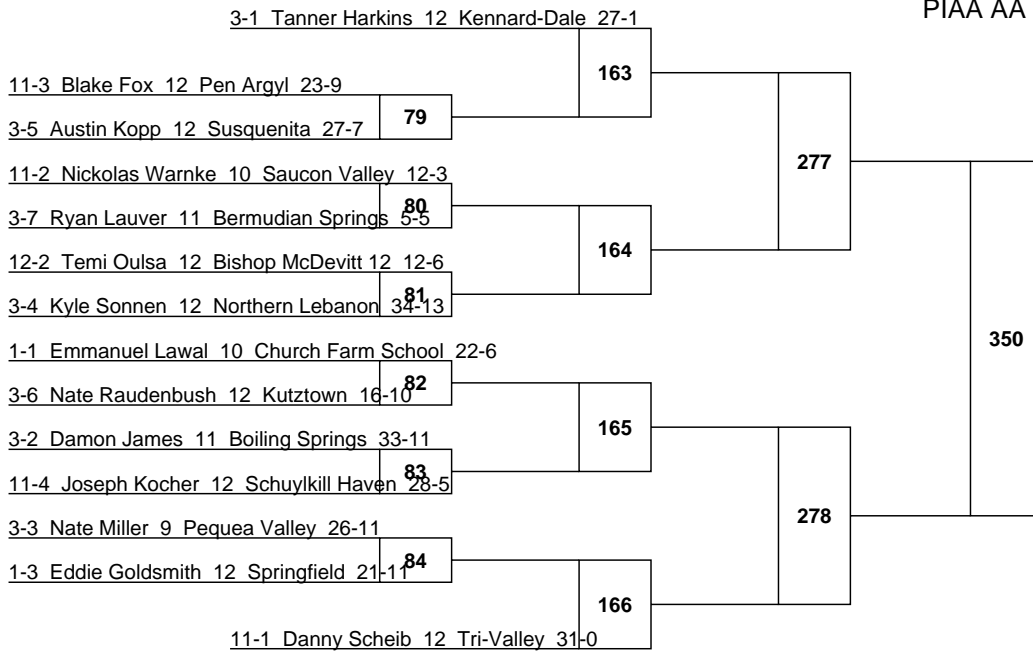 PIAA AA
3-1 Tanner Harkins 12 Kennard-Dale 27-1
163
11-3 Blake Fox 12 Pen Argyl 23-9
79
3-5 Austin Kopp 12 Susquenita 27-7
277
11-2 Nickolas Warnke 10 Saucon Valley 12-3
80
3-7 Ryan Lauver 11 Bermudian Springs 5-5
164
12-2 Temi Oulsa 12 Bishop McDevitt 12 12-6
81
3-4 Kyle Sonnen 12 Northern Lebanon 34-13
350
1-1 Emmanuel Lawal 10 Church Farm School 22-6
82
3-6 Nate Raudenbush 12 Kutztown 16-10
165
3-2 Damon James 11 Boiling Springs 33-11
83
11-4 Joseph Kocher 12 Schuylkill Haven 28-5
278
3-3 Nate Miller 9 Pequea Valley 26-11
84
1-3 Eddie Goldsmith 12 Springfield 21-11
166
11-1 Danny Scheib 12 Tri-Valley 31-0